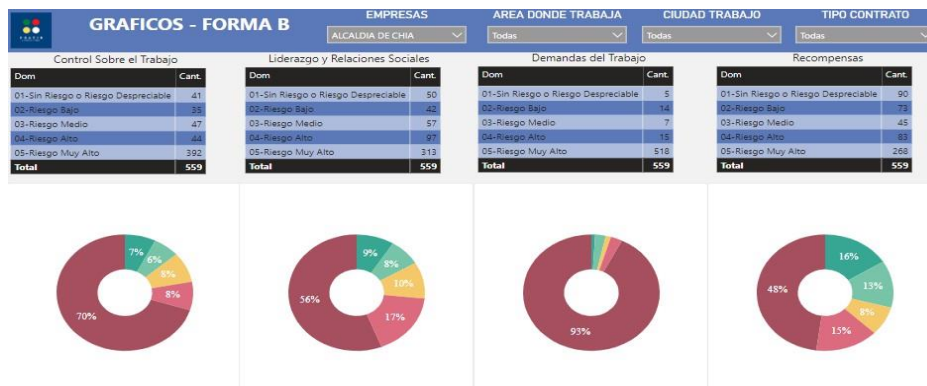 GRAFICOS - FORMA B
EMPRESAS
ALCALDIA DE CHIA
AREA DONDE TRABAJA
Todas
CIUDAD TRABAJO
Todas
TIPO CONTRATO
Todas
Control Sobre el Trabajo
Dom Cant.
01-Sin Riesgo o Riesgo Despreciable 41
02-Riesgo Bajo 35
03-Riesgo Medio 47
04-Riesgo Alto 44
05-Riesgo Muy Alto 392
Total 559
Liderazgo y Relaciones Sociales
Dom Cant.
01-Sin Riesgo o Riesgo Despreciable 50
02-Riesgo Bajo 42
03-Riesgo Medio 57
04-Riesgo Alto 97
05-Riesgo Muy Alto 313
Total 559
Demandas del Trabajo
Dom Cant.
01-Sin Riesgo o Riesgo Despreciable 5
02-Riesgo Bajo 14
03-Riesgo Medio 7
04-Riesgo Alto 15
05-Riesgo Muy Alto 518
Total 559
Recompensas
Dom Cant.
01-Sin Riesgo o Riesgo Despreciable 90
02-Riesgo Bajo 73
03-Riesgo Medio 45
04-Riesgo Alto 83
05-Riesgo Muy Alto 268
Total 559
7%
6%
8%
8%
70%
9%
8%
10%
17%
56%
93%
16%
13%
8%
15%
48%